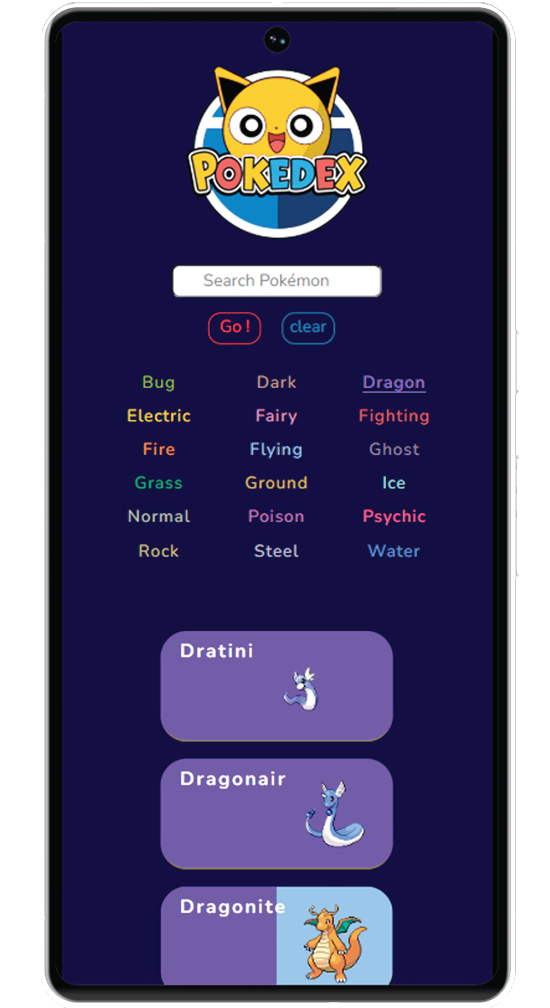 POKEDEX
Search Pokémon
Go ! clear
Bug Dark Dragon
Electric Fairy Fighting
Fire Flying Ghost
Grass Ground Ice
Normal Poison Psychic
Rock Steel Water
Dratini
Dragonair
Dragonite